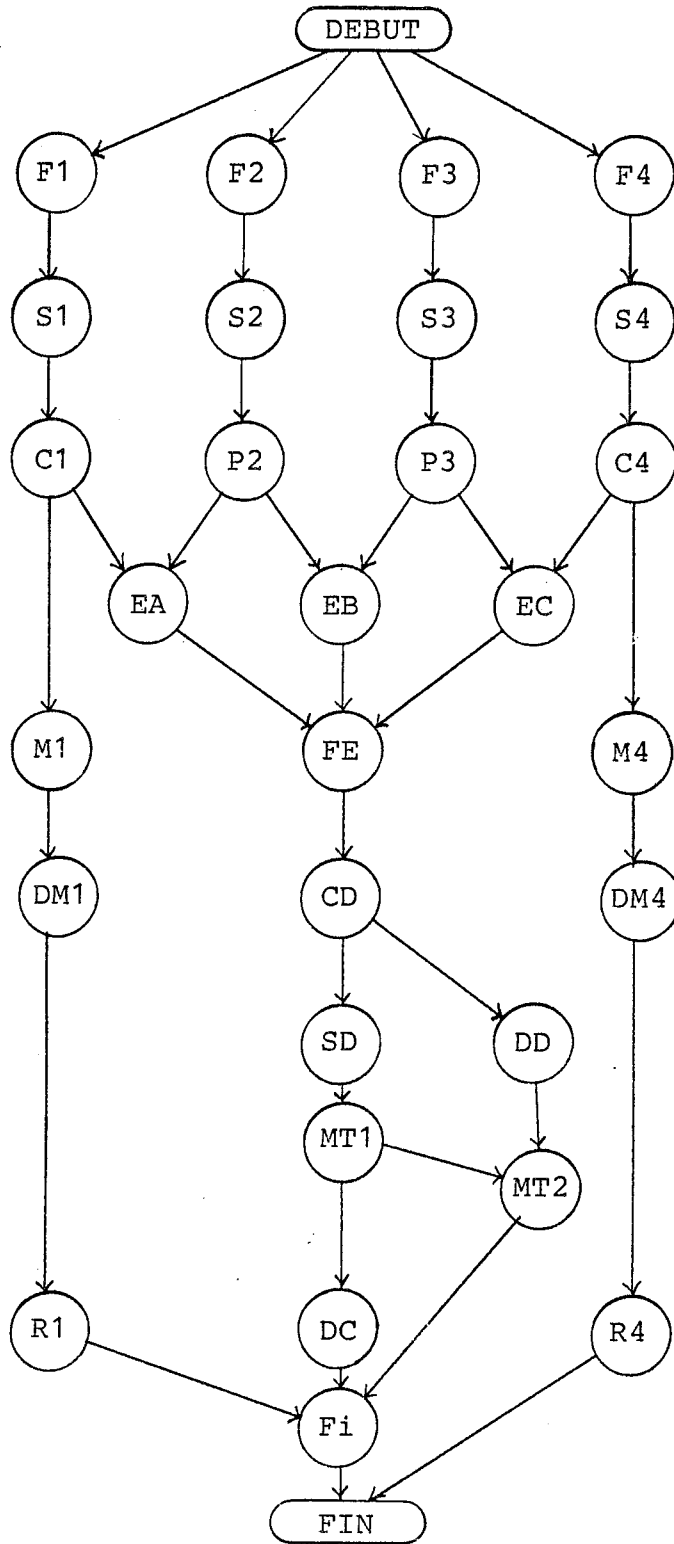 DEBUT
F1 F2 F3 F4
S1 S2 S3 S4
C1 P2 P3 C4
EA EB EC
M1 FE M4
DM1 CD DM4
SD DD
MT1
MT2
R1 DC R4
Fi
FIN